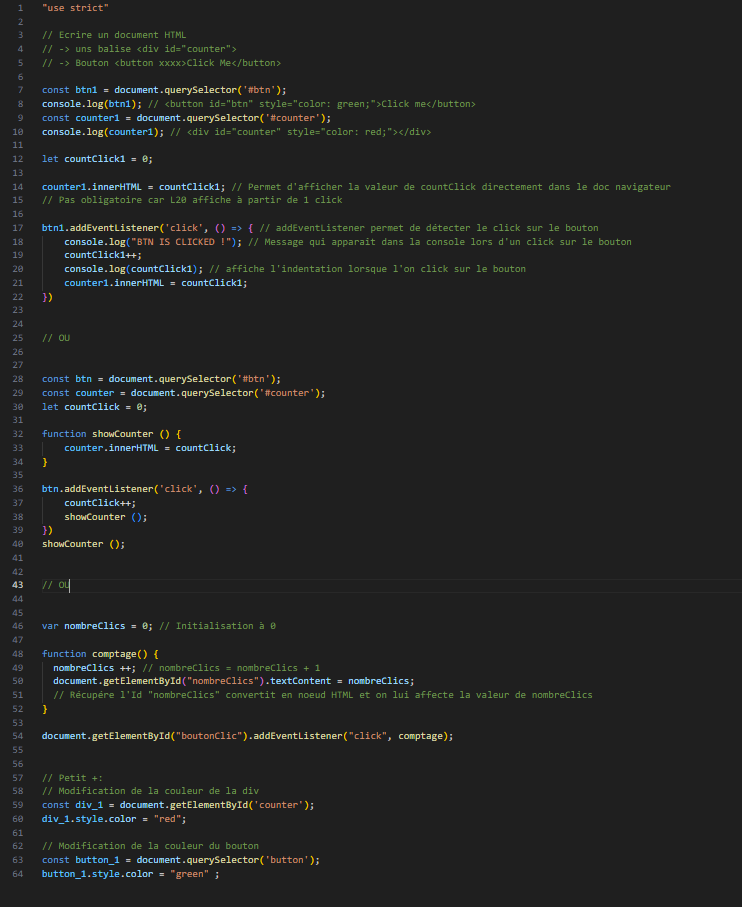 1 "use strict"
2
3 // Ecrire un document HTML
4 // -> uns balise <div id="counter">
5 // -> Bouton <button xxxx>Click Me</button>
6
7 const btn1 = document.querySelector('#btn');
8 console.log(btn1); // <button id="btn" style="color: green;">Click me</button>
9 const counter1 = document.querySelector('#counter');
10 console.log(counter1); // <div id="counter" style="color: red;"></div>
11
12 let countClick1 = 0;
13
14 counter1.innerHTML = countClick1; // Permet d'afficher la valeur de countClick directement dans le doc navigateur
15 // Pas obligatoire car L20 affiche à partir de 1 click
16
17 btn1.addEventListener('click', () => { // addEventListener permet de détecter le click sur le bouton
18     console.log("BTN IS CLICKED !"); // Message qui apparait dans la console lors d'un click sur le bouton
19     countClick1++;
20     console.log(countClick1); // affiche l'indentation lorsque l'on click sur le bouton
21     counter1.innerHTML = countClick1;
22 })
23
24
25 // OU
26
27
28 const btn = document.querySelector('#btn');
29 const counter = document.querySelector('#counter');
30 let countClick = 0;
31
32 function showCounter () {
33     counter.innerHTML = countClick;
34 }
35
36 btn.addEventListener('click', () => {
37     countClick++;
38     showCounter ();
39 })
40 showCounter ();
41
42
43 // OU
44
45
46 var nombreClics = 0; // Initialisation à 0
47
48 function comptage() {
49   nombreClics ++; // nombreClics = nombreClics + 1
50   document.getElementById("nombreClics").textContent = nombreClics;
51   // Récupére l'Id "nombreClics" convertit en noeud HTML et on lui affecte la valeur de nombreClics
52 }
53
54 document.getElementById("boutonClic").addEventListener("click", comptage);
55
56
57 // Petit +:
58 // Modification de la couleur de la div
59 const div_1 = document.getElementById('counter');
60 div_1.style.color = "red";
61
62 // Modification de la couleur du bouton
63 const button_1 = document.querySelector('button');
64 button_1.style.color = "green" ;